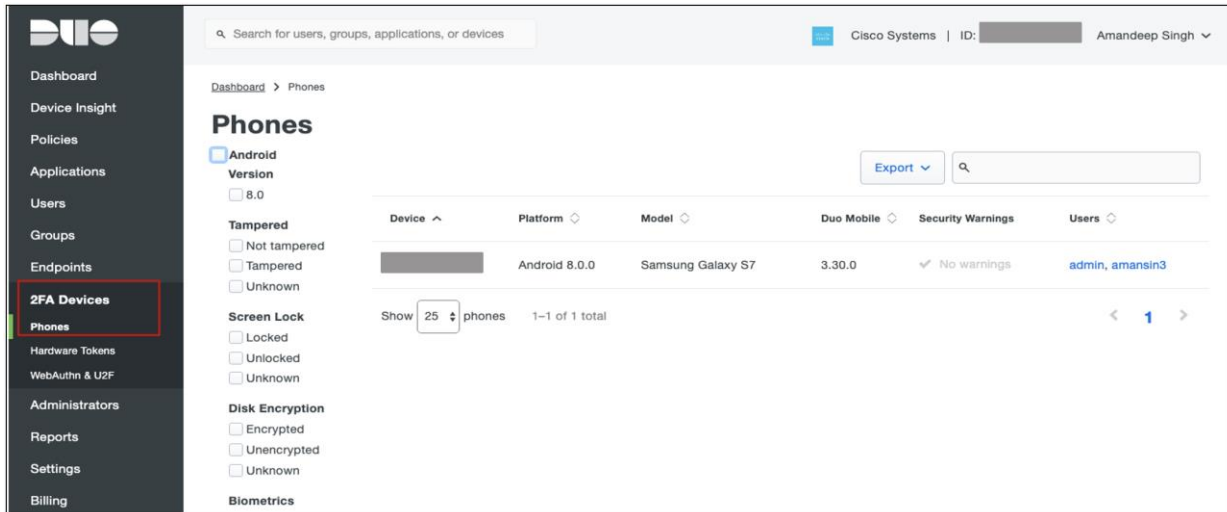 DUO
Search for users, groups, applications, or devices
Cisco Systems | ID:
Amandeep Singh
Dashboard
Device Insight
Policies
Applications
Users
Groups
Endpoints
2FA Devices
Phones
Hardware Tokens
WebAuthn & U2F
Administrators
Reports
Settings
Billing
Dashboard > Phones
Phones
Android
Version
8.0
Tampered
Not tampered
Tampered
Unknown
Screen Lock
Locked
Unlocked
Unknown
Disk Encryption
Encrypted
Unencrypted
Unknown
Biometrics
Export
Device Platform Model Duo Mobile Security Warnings Users
Android 8.0.0 Samsung Galaxy S7 3.30.0 No warnings admin, amansin3
Show 25 phones 1–1 of 1 total
1